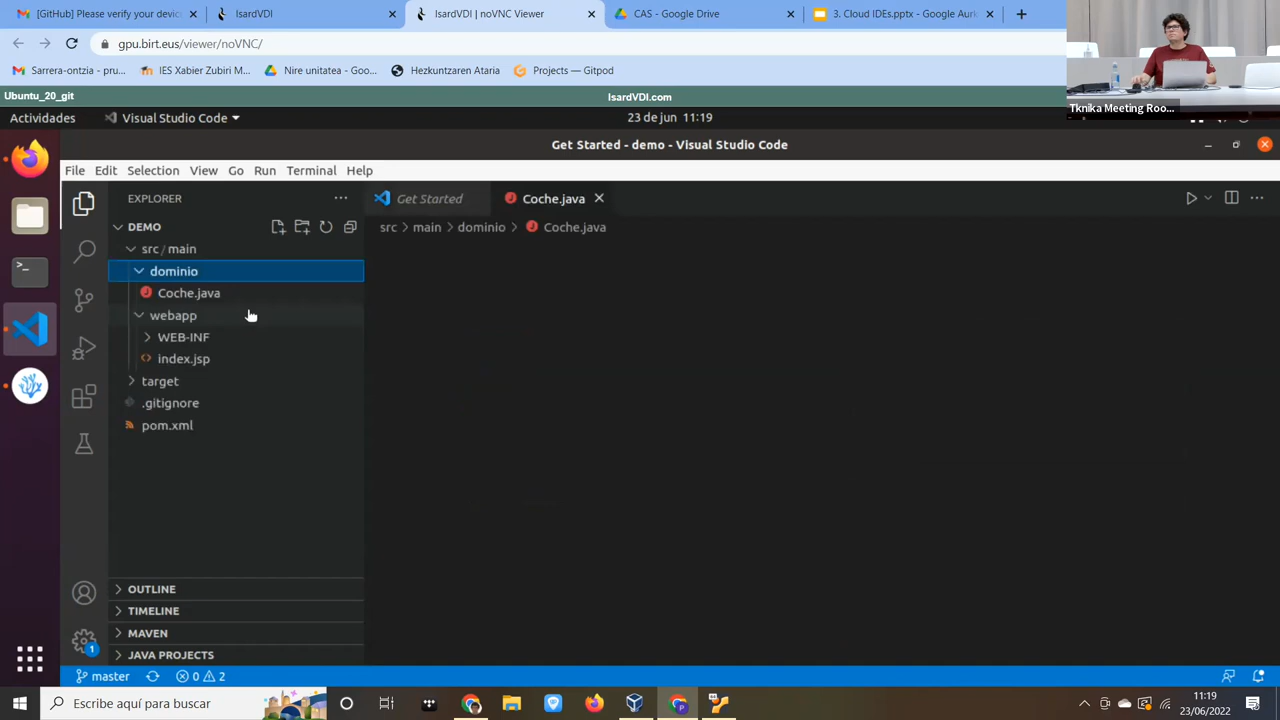 [GitHub] Please verify your devic
IsardVDI
IsardVDI | noVNC Viewer
CAS - Google Drive
3. Cloud IDEs.pptx - Google Aurk
gpu.birt.eus/viewer/noVNC/
Sarrera-ontzia - pru...
IES Xabier Zubiri M...
Nire unitatea - Goo...
Hezkuntzaren Ataria
Projects — Gitpod
Tknika Meeting Roo...
Ubuntu_20_git
IsardVDI.com
Actividades
Visual Studio Code
23 de jun 11:19
Get Started - demo - Visual Studio Code
File Edit Selection View Go Run Terminal Help
EXPLORER
Get Started
Coche.java
DEMO
src > main > dominio > Coche.java
src / main
dominio
Coche.java
webapp
WEB-INF
index.jsp
target
.gitignore
pom.xml
OUTLINE
TIMELINE
MAVEN
JAVA PROJECTS
1
master 0 2
Escribe aquí para buscar
11:19
23/06/2022